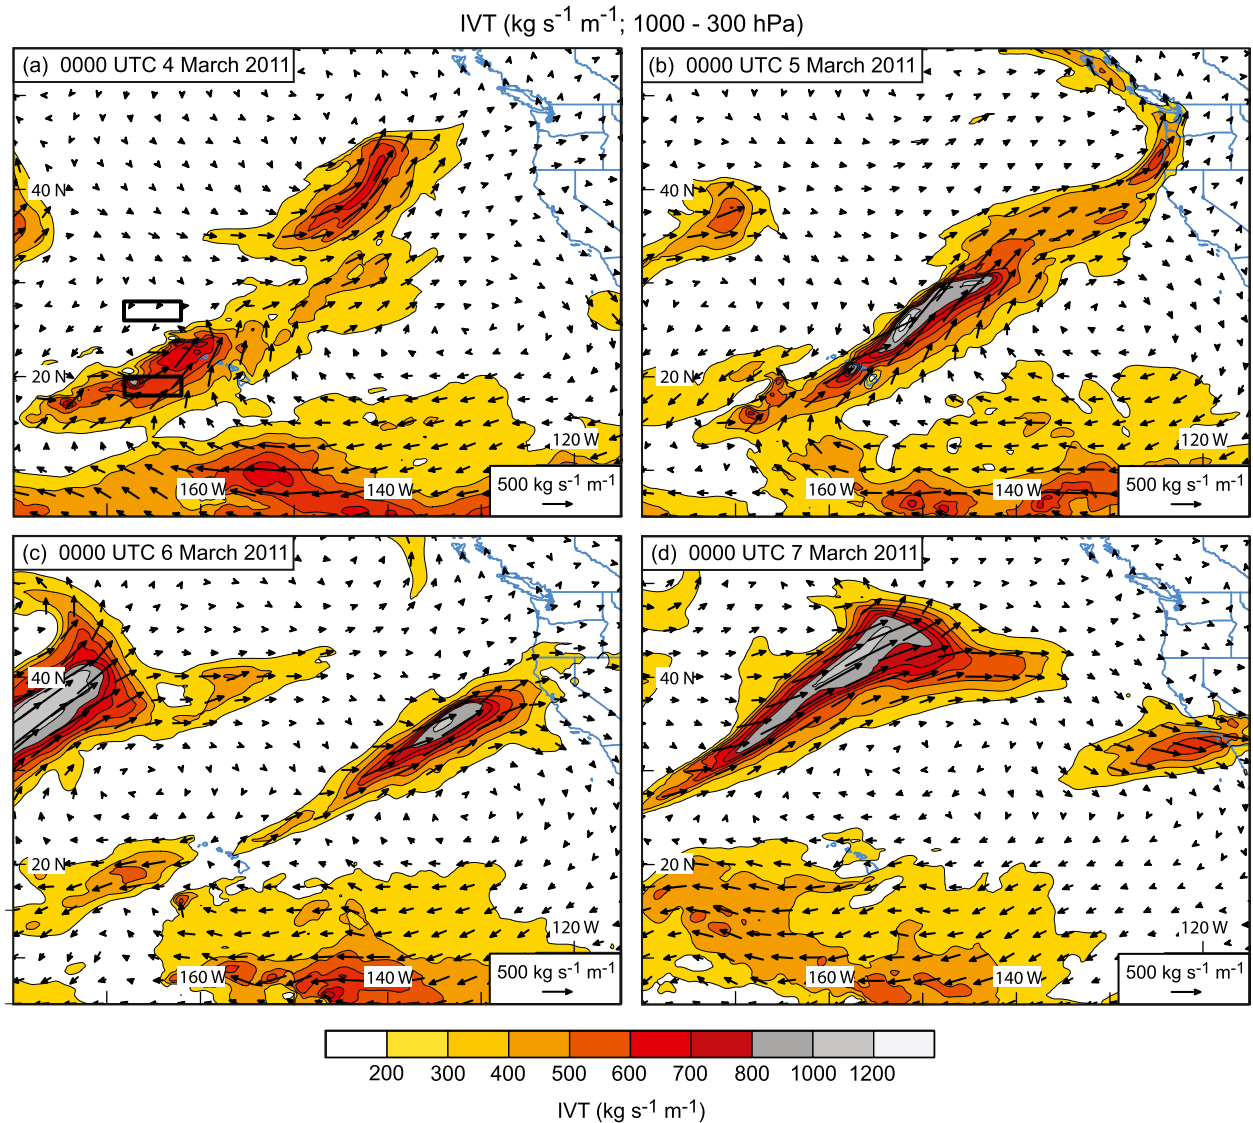 IVT (kg s-1 m-1; 1000 - 300 hPa)
(a) 0000 UTC 4 March 2011
40 N
20 N
120 W
160 W
140 W
500 kg s-1 m-1
(b) 0000 UTC 5 March 2011
40 N
20 N
120 W
160 W
140 W
500 kg s-1 m-1
(c) 0000 UTC 6 March 2011
40 N
20 N
120 W
160 W
140 W
500 kg s-1 m-1
(d) 0000 UTC 7 March 2011
40 N
20 N
120 W
160 W
140 W
500 kg s-1 m-1
200 300 400 500 600 700 800 1000 1200
IVT (kg s-1 m-1)